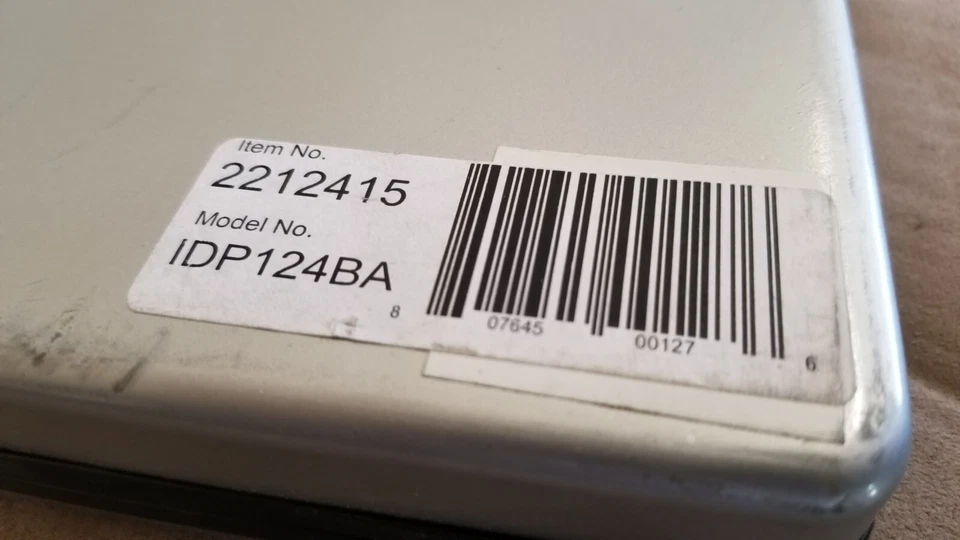 Item No.
2212415
Model No.
IDP124BA
8 07645 00127 6